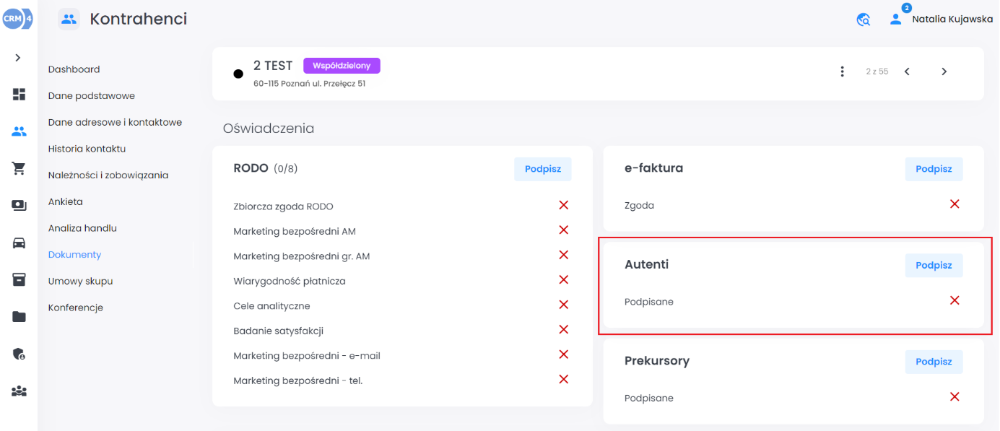 CRM 4
Kontrahenci
2
Natalia Kujawska
Dashboard
Dane podstawowe
Dane adresowe i kontaktowe
Historia kontaktu
Należności i zobowiązania
Ankieta
Analiza handlu
Dokumenty
Umowy skupu
Konferencje
2 TEST Współdzielony
60-115 Poznań ul. Przełęcz 51
2 z 55
Oświadczenia
RODO (0/8) Podpisz
Zbiorcza zgoda RODO
Marketing bezpośredni AM
Marketing bezpośredni gr. AM
Wiarygodność płatnicza
Cele analityczne
Badanie satysfakcji
Marketing bezpośredni - e-mail
Marketing bezpośredni - tel.
e-faktura Podpisz
Zgoda
Autenti Podpisz
Podpisane
Prekursory Podpisz
Podpisane